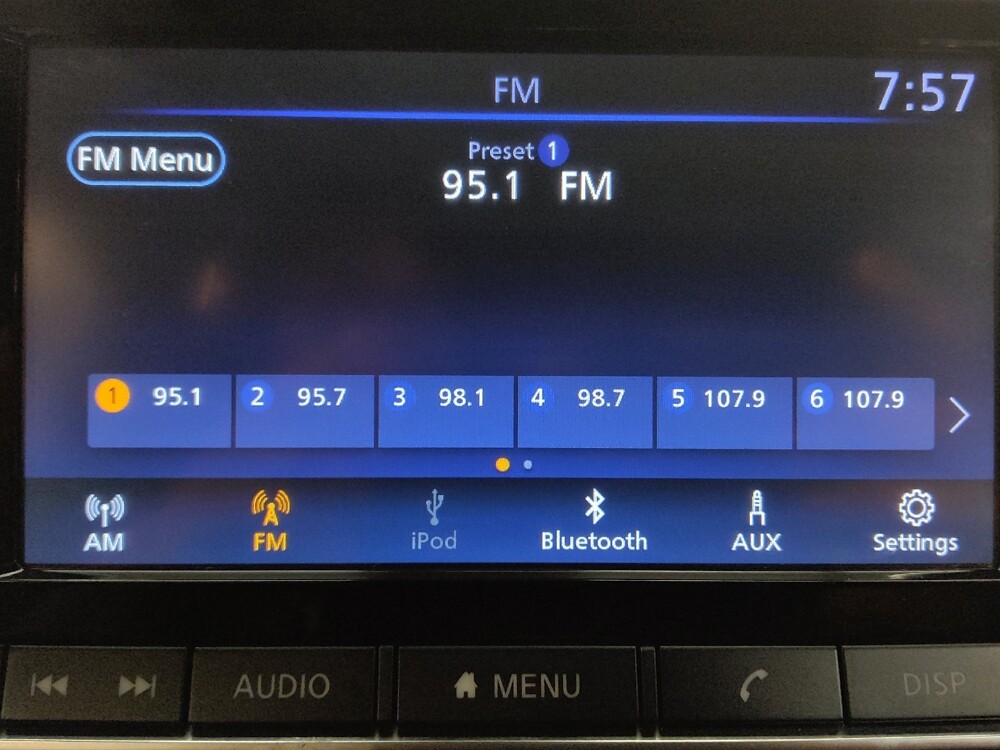 FM 7:57
FM Menu
Preset 1
95.1 FM
1 95.1 2 95.7 3 98.1 4 98.7 5 107.9 6 107.9
AM FM iPod Bluetooth AUX Settings
AUDIO MENU DISP